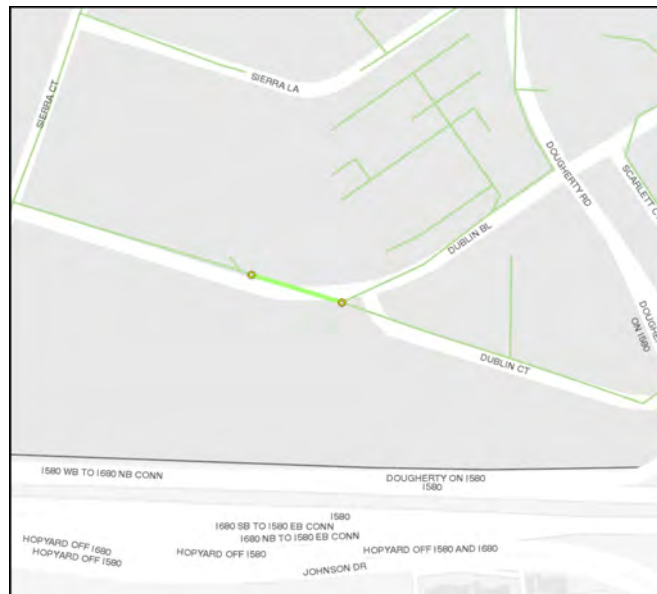 SIERRA CT
SIERRA LA
DOUGHERTY RD
SCARLETT C
DUBLIN BL
DUBLIN CT
DOUGHE
ON I580
I580 WB TO I680 NB CONN
DOUGHERTY ON I580
I580
I580
I680 SB TO I580 EB CONN
I680 NB TO I580 EB CONN
HOPYARD OFF I680
HOPYARD OFF I580
HOPYARD OFF I580
HOPYARD OFF I580 AND I680
JOHNSON DR